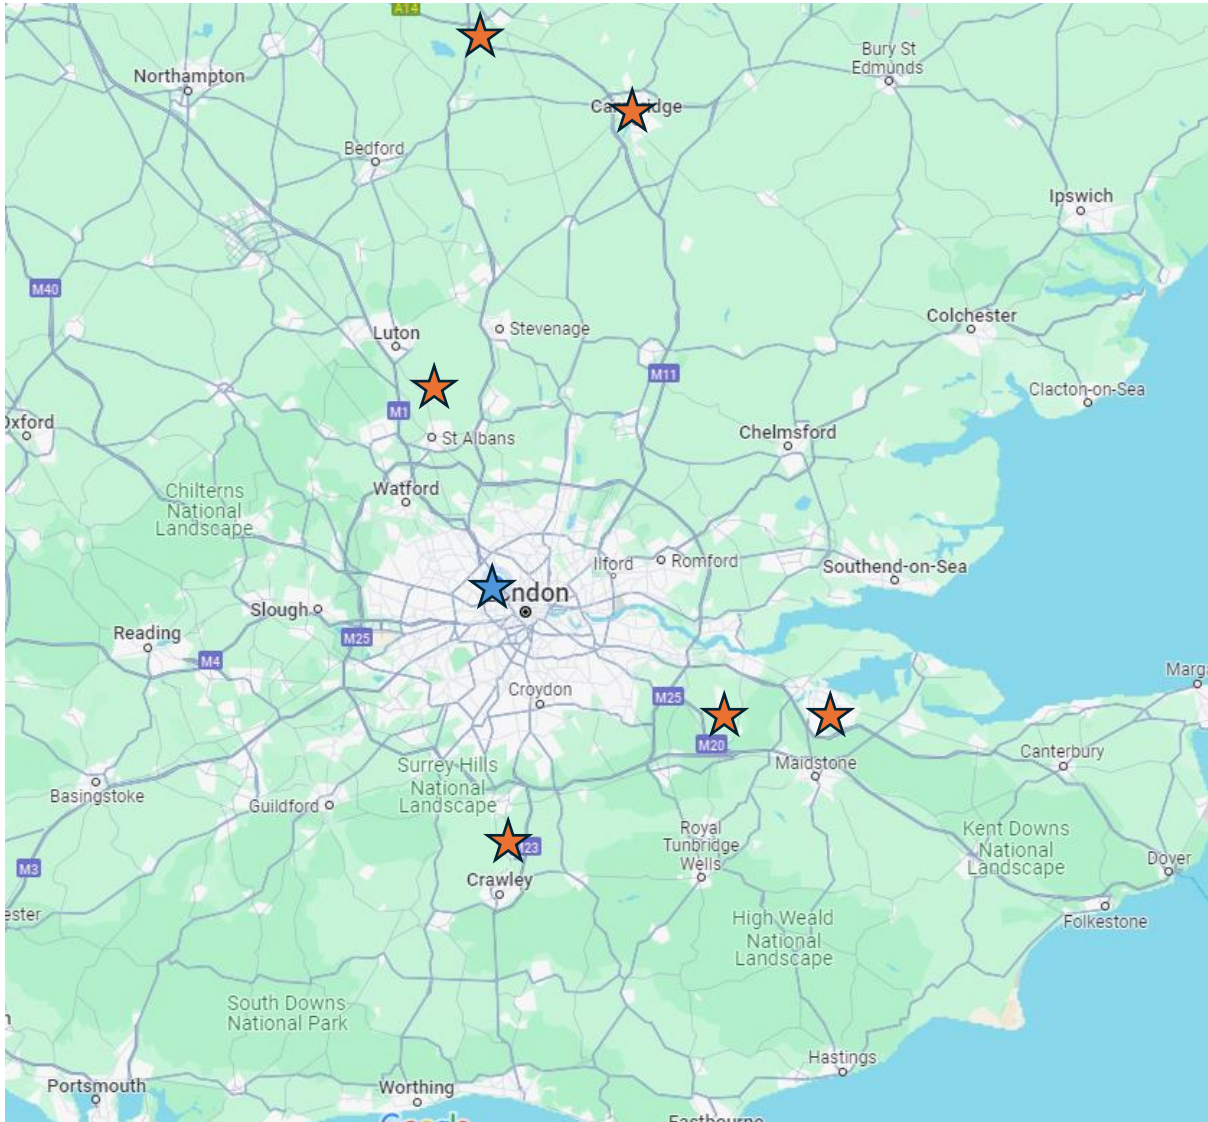 A14
Northampton
Bury St
Edmunds
Bedford
Ipswich
M40
Luton
Stevenage
Colchester
M11
Clacton-on-Sea
M1
St Albans
Chelmsford
Chilterns
National
Landscape
Watford
Ilford
Romford
Southend-on-Sea
Slough
Reading
M25
M4
Croydon
M25
M20
Maidstone
Canterbury
Surrey Hills
National
Landscape
Basingstoke
Guildford
Royal
Tunbridge
Wells
Kent Downs
National
Landscape
M3
Crawley
Dover
Folkestone
High Weald
National
Landscape
South Downs
National Park
Hastings
Portsmouth
Worthing